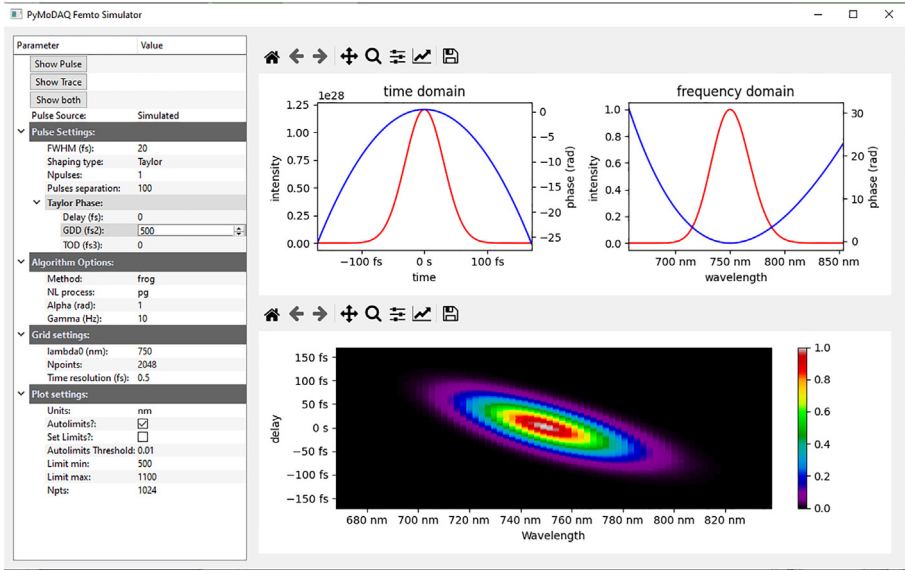 PyMoDAQ Femto Simulator
Parameter Value
Show Pulse
Show Trace
Show both
Pulse Source: Simulated
Pulse Settings:
FWHM (fs): 20
Shaping type: Taylor
Npulses: 1
Pulses separation: 100
Taylor Phase:
Delay (fs): 0
GDD (fs2): 500
TOD (fs3): 0
Algorithm Options:
Method: frog
NL process: pg
Alpha (rad): 1
Gamma (Hz): 10
Grid settings:
lambda0 (nm): 750
Npoints: 2048
Time resolution (fs): 0.5
Plot settings:
Units: nm
Autolimits?:
Set Limits?:
Autolimits Threshold: 0.01
Limit min: 500
Limit max: 1100
Npts: 1024
time domain
1e28
1.25
1.00
0.75
0.50
0.25
0.00
intensity
0
−5
−10
−15
−20
−25
phase (rad)
−100 fs 0 s 100 fs
time
frequency domain
1.0
0.8
0.6
0.4
0.2
0.0
intensity
30
20
10
0
phase (rad)
700 nm 750 nm 800 nm 850 nm
wavelength
150 fs
100 fs
50 fs
0 s
−50 fs
−100 fs
−150 fs
delay
680 nm 700 nm 720 nm 740 nm 760 nm 780 nm 800 nm 820 nm
Wavelength
1.0
0.8
0.6
0.4
0.2
0.0